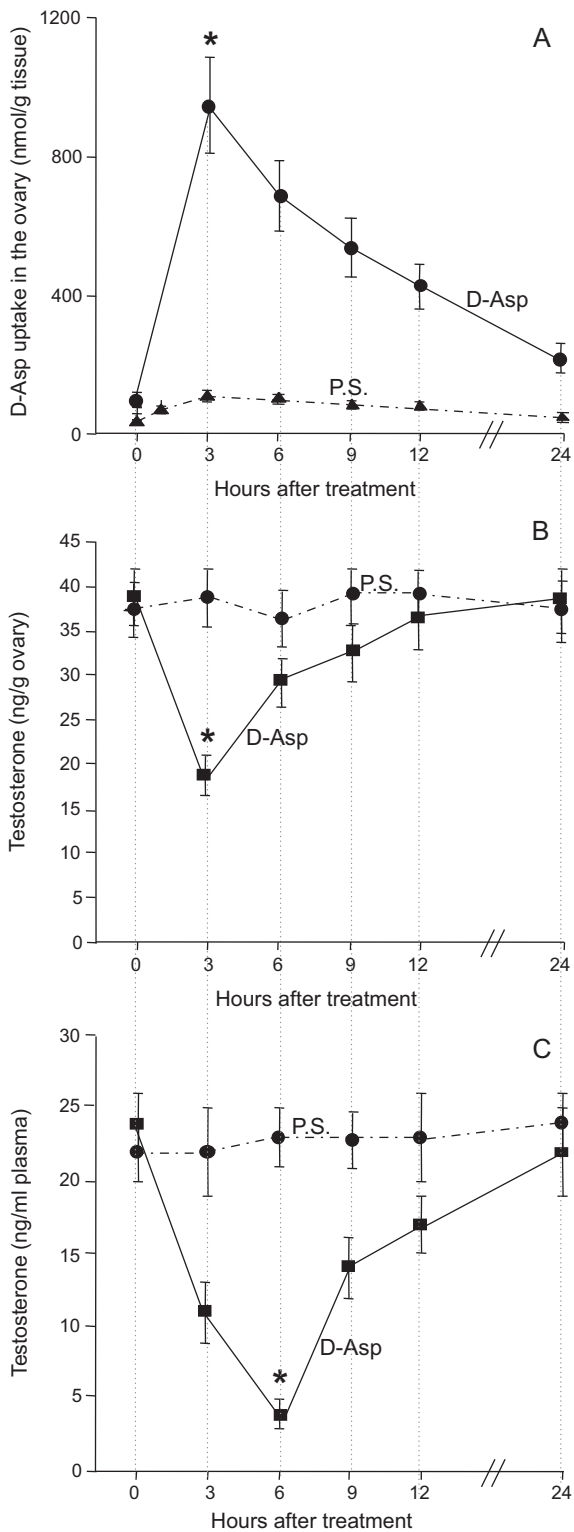 A
D-Asp uptake in the ovary (nmol/g tissue)
1200
800
400
0
*
D-Asp
P.S.
0 3 6 9 12 24
Hours after treatment
B
Testosterone (ng/g ovary)
45
40
35
30
25
20
15
10
5
0
P.S.
*
D-Asp
0 3 6 9 12 24
Hours after treatment
C
Testosterone (ng/ml plasma)
30
25
20
15
10
5
0
P.S.
D-Asp
*
0 3 6 9 12 24
Hours after treatment